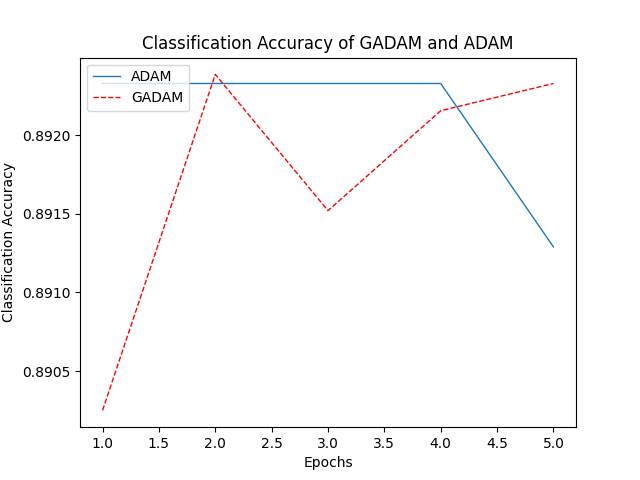 Classification Accuracy of GADAM and ADAM
ADAM
GADAM
0.8920
0.8915
0.8910
0.8905
Classification Accuracy
1.0 1.5 2.0 2.5 3.0 3.5 4.0 4.5 5.0
Epochs